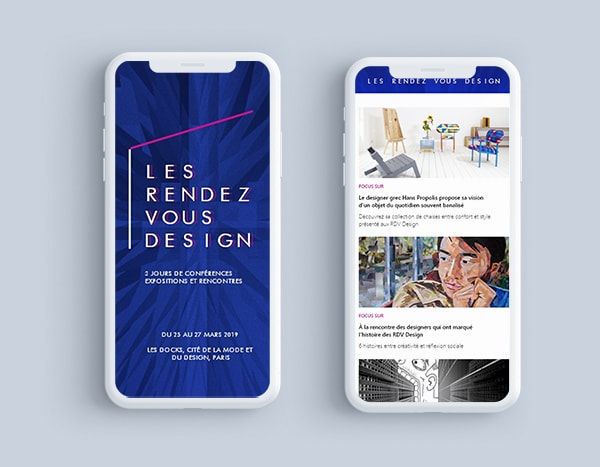 LES
RENDEZ
VOUS
DESIGN
2 JOURS DE CONFÉRENCES
EXPOSITIONS ET RENCONTRES
DU 25 AU 27 MARS 2019
LES DOCKS, CITÉ DE LA MODE ET
DU DESIGN, PARIS
LES RENDEZ VOUS DESIGN
FOCUS SUR
Le designer grec Hans Propolis propose sa vision
d'un objet du quotidien souvent banalisé
Découvrez sa collection de chaises entre confort et style
présenté aux RDV Design
FOCUS SUR
À la rencontre des designers qui ont marqué
l'histoire des RDV Design
6 histoires entre créativité et réflexion sociale